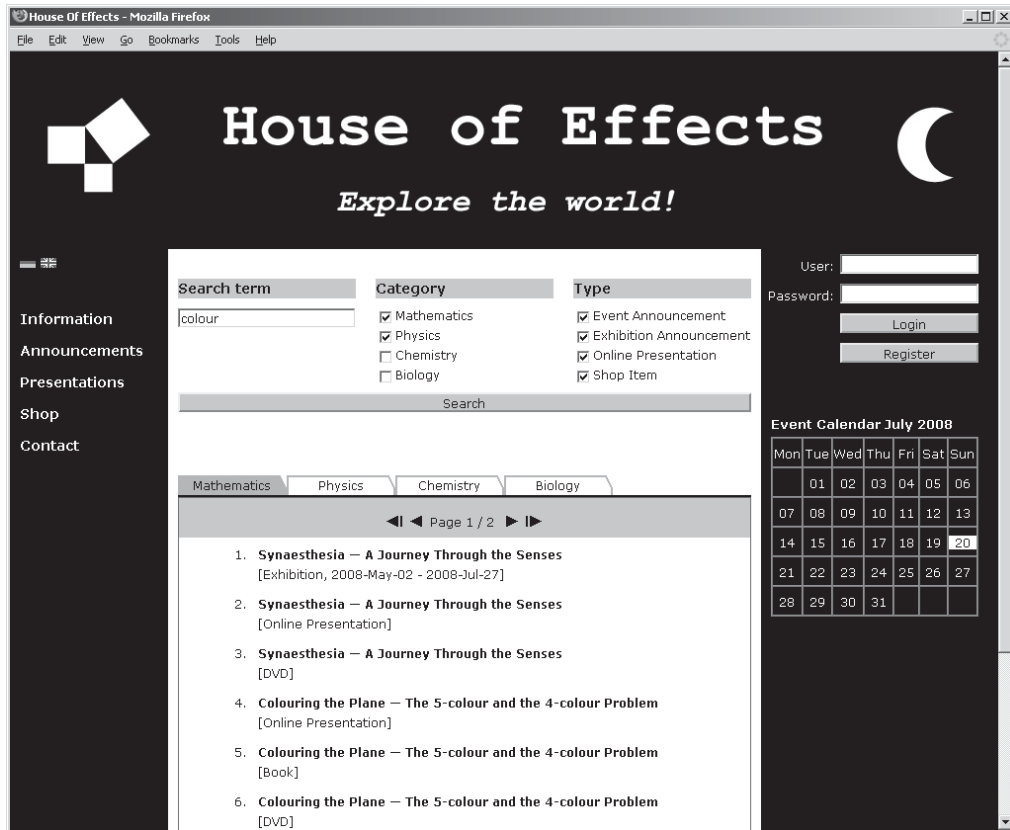 House Of Effects - Mozilla Firefox
File Edit View Go Bookmarks Tools Help
House of Effects
Explore the world!
Information
Announcements
Presentations
Shop
Contact
Search term
colour
Category
Mathematics
Physics
Chemistry
Biology
Type
Event Announcement
Exhibition Announcement
Online Presentation
Shop Item
Search
User:
Password:
Login
Register
Event Calendar July 2008
Mon Tue Wed Thu Fri Sat Sun
01 02 03 04 05 06
07 08 09 10 11 12 13
14 15 16 17 18 19 20
21 22 23 24 25 26 27
28 29 30 31
Mathematics Physics Chemistry Biology
Page 1 / 2
1. Synaesthesia — A Journey Through the Senses
[Exhibition, 2008-May-02 - 2008-Jul-27]
2. Synaesthesia — A Journey Through the Senses
[Online Presentation]
3. Synaesthesia — A Journey Through the Senses
[DVD]
4. Colouring the Plane — The 5-colour and the 4-colour Problem
[Online Presentation]
5. Colouring the Plane — The 5-colour and the 4-colour Problem
[Book]
6. Colouring the Plane — The 5-colour and the 4-colour Problem
[DVD]